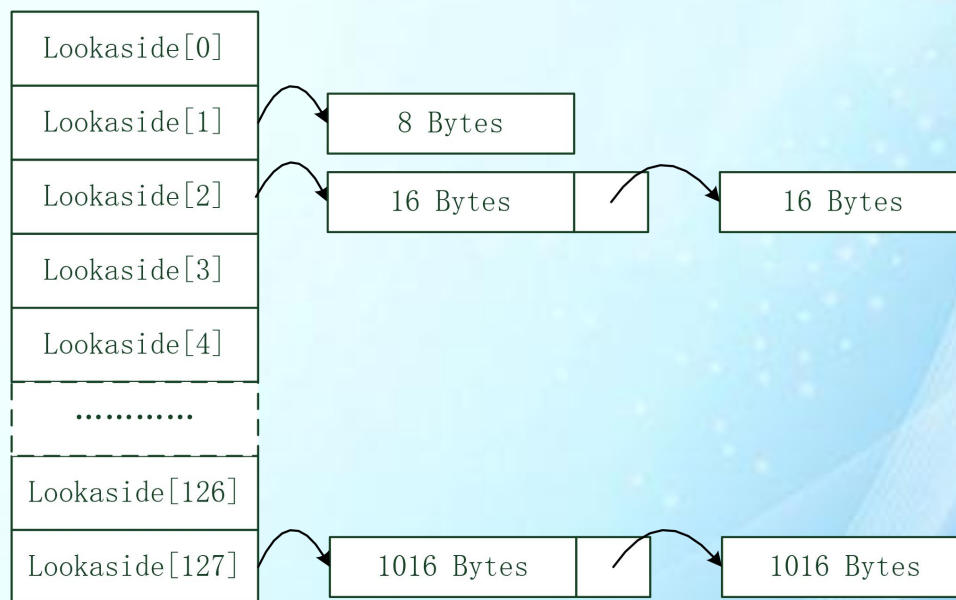 Lookaside[0]
Lookaside[1]
8 Bytes
Lookaside[2]
16 Bytes
16 Bytes
Lookaside[3]
Lookaside[4]
…………
Lookaside[126]
Lookaside[127]
1016 Bytes
1016 Bytes